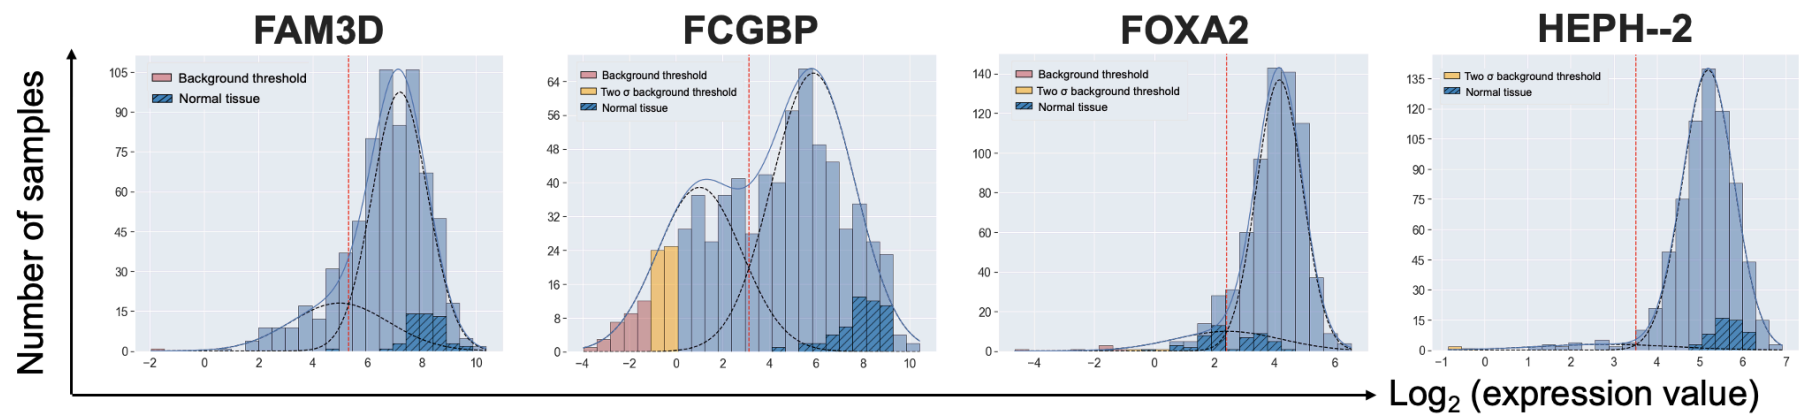 FAM3D
FCGBP
FOXA2
HEPH--2
Number of samples
Background threshold
Normal tissue
105
90
75
60
45
30
15
0
−2 0 2 4 6 8 10
Background threshold
Two σ background threshold
Normal tissue
64
56
48
40
32
24
16
8
0
−4 −2 0 2 4 6 8 10
Background threshold
Two σ background threshold
Normal tissue
140
120
100
80
60
40
20
0
−4 −2 0 2 4 6
Two σ background threshold
Normal tissue
135
120
105
90
75
60
45
30
15
0
−1 0 1 2 3 4 5 6 7
Log₂ (expression value)